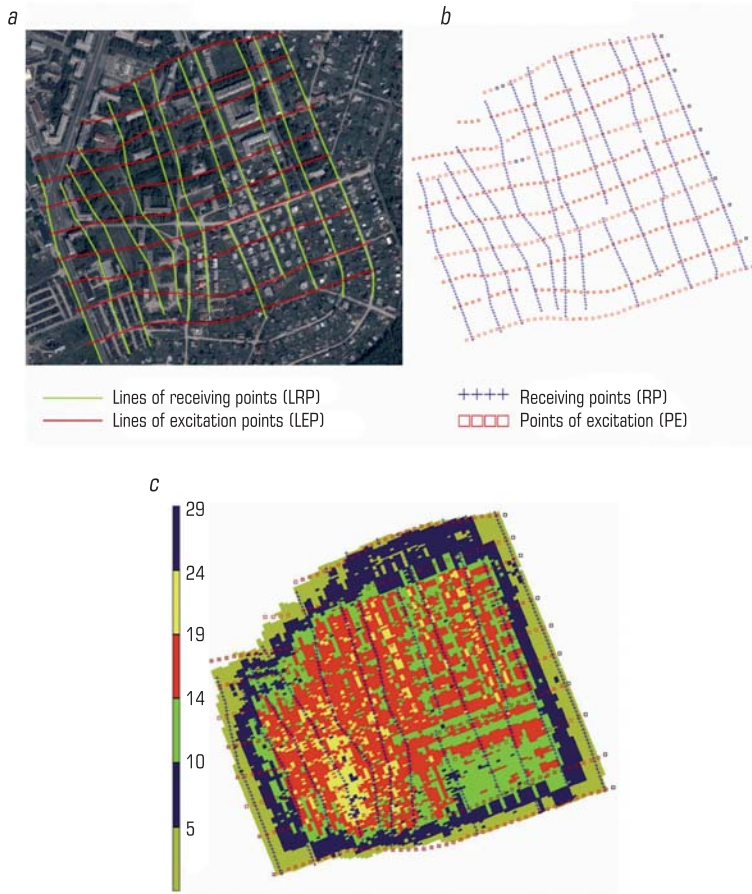 a
b
Lines of receiving points (LRP)
Lines of excitation points (LEP)
Receiving points (RP)
Points of excitation (PE)
c
29
24
19
14
10
5